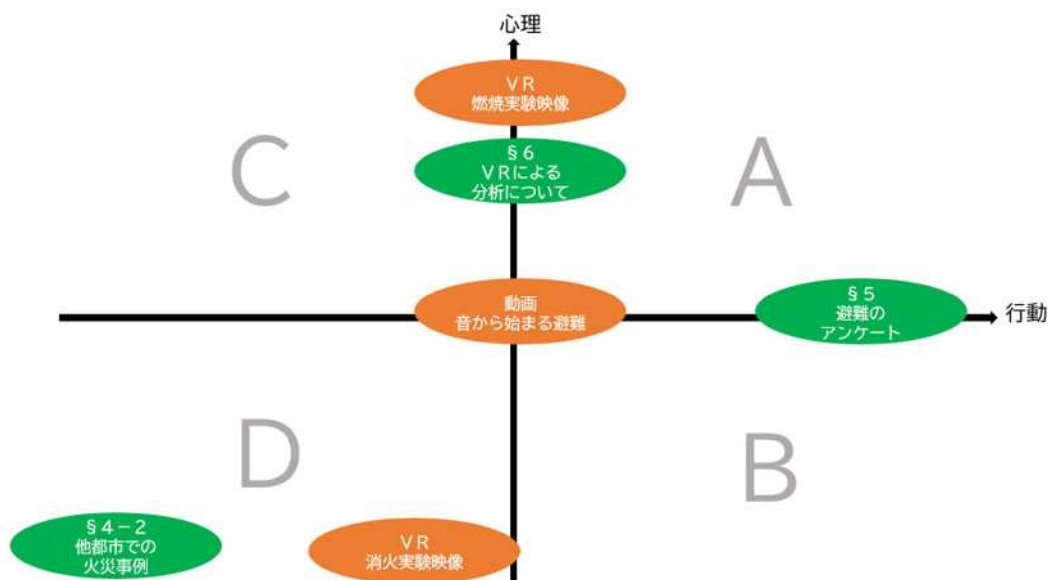 心理
ＶＲ
燃焼実験映像
C
§６
ＶＲによる
分析について
A
動画
音から始まる避難
§５
避難の
アンケート
行動
D
B
§４－２
他都市での
火災事例
ＶＲ
消火実験映像